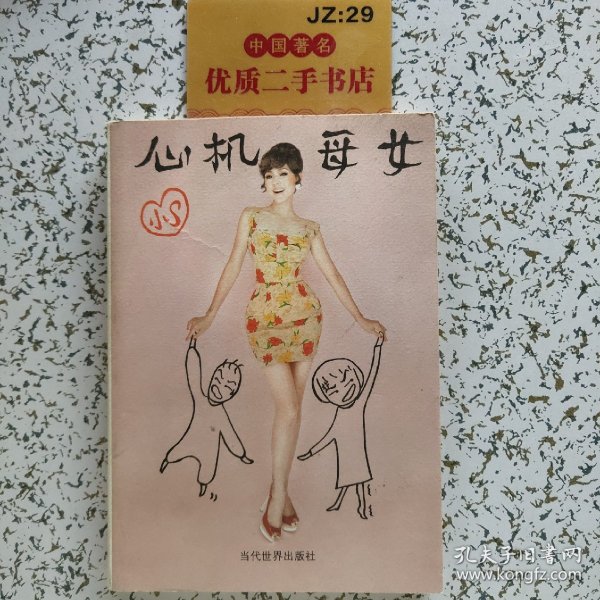 JZ:29
中国著名
优质二手书店
心机母女
小S
当代世界出版社
孔夫子旧书网
www.kongfz.com